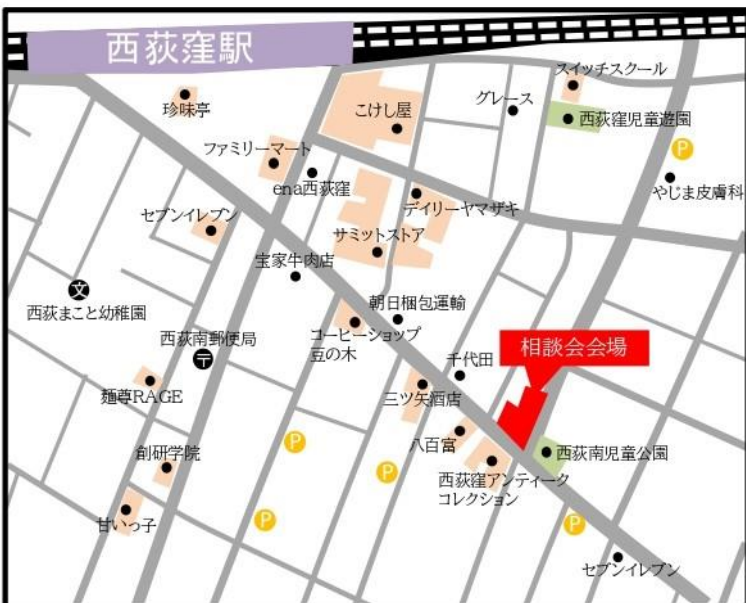 西荻窪駅
スイッチスクール
珍味亭
こけし屋
グレース
西荻窪児童遊園
P
ファミリーマート
ena西荻窪
やじま皮膚科
デイリーヤマザキ
セブンイレブン
サミットストア
宝家牛肉店
文
西荻まこと幼稚園
朝日梱包運輸
西荻南郵便局
〒
コーヒーショップ
豆の木
相談会会場
千代田
麺尊RAGE
三ツ矢酒店
八百富
P
創研学院
西荻南児童公園
P
西荻窪アンティーク
コレクション
甘いっ子
P
P
セブンイレブン